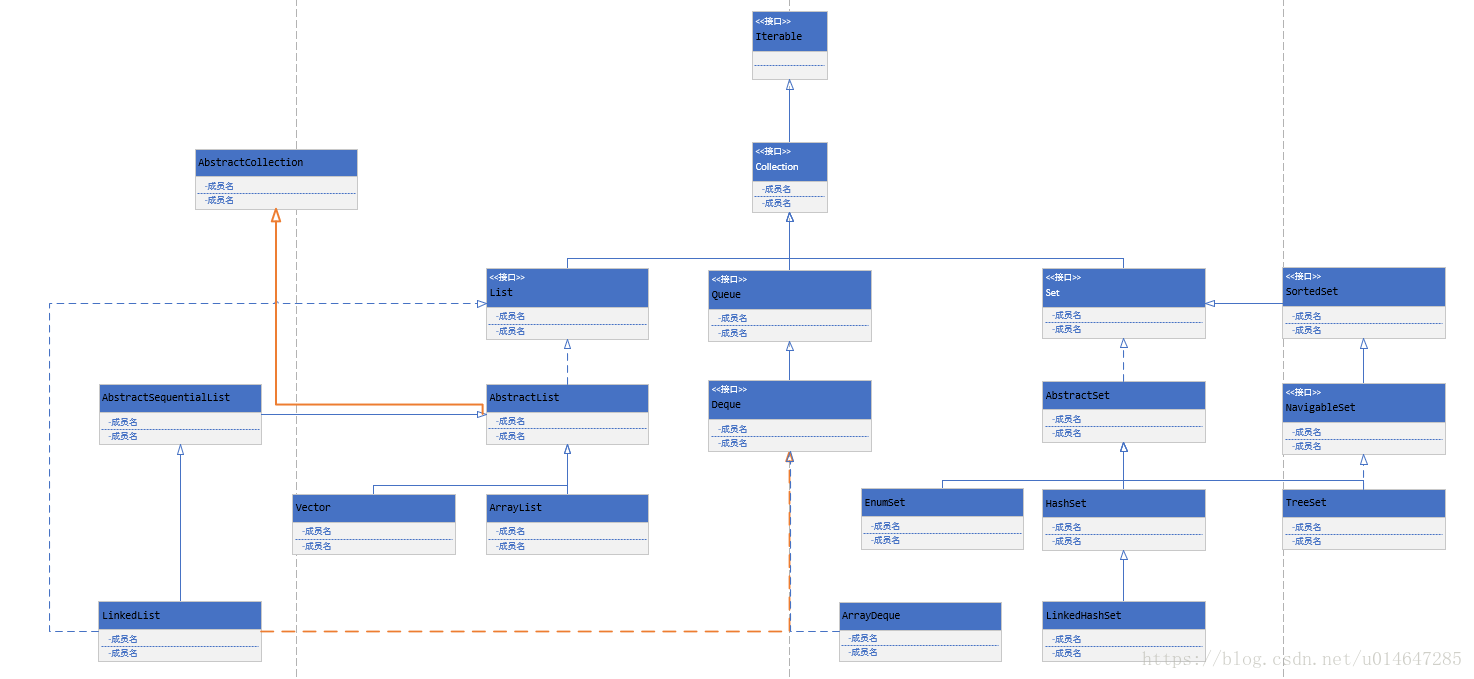 <<接口>>
Iterable
AbstractCollection
-成员名
-成员名
<<接口>>
Collection
-成员名
-成员名
<<接口>>
List
-成员名
-成员名
<<接口>>
Queue
-成员名
-成员名
<<接口>>
Set
-成员名
-成员名
<<接口>>
SortedSet
-成员名
-成员名
AbstractSequentialList
-成员名
-成员名
AbstractList
-成员名
-成员名
<<接口>>
Deque
-成员名
-成员名
AbstractSet
-成员名
-成员名
<<接口>>
NavigableSet
-成员名
-成员名
Vector
-成员名
-成员名
ArrayList
-成员名
-成员名
EnumSet
-成员名
-成员名
HashSet
-成员名
-成员名
TreeSet
-成员名
-成员名
LinkedList
-成员名
-成员名
ArrayDeque
-成员名
-成员名
LinkedHashSet
-成员名
-成员名
https://blog.csdn.net/u014647285